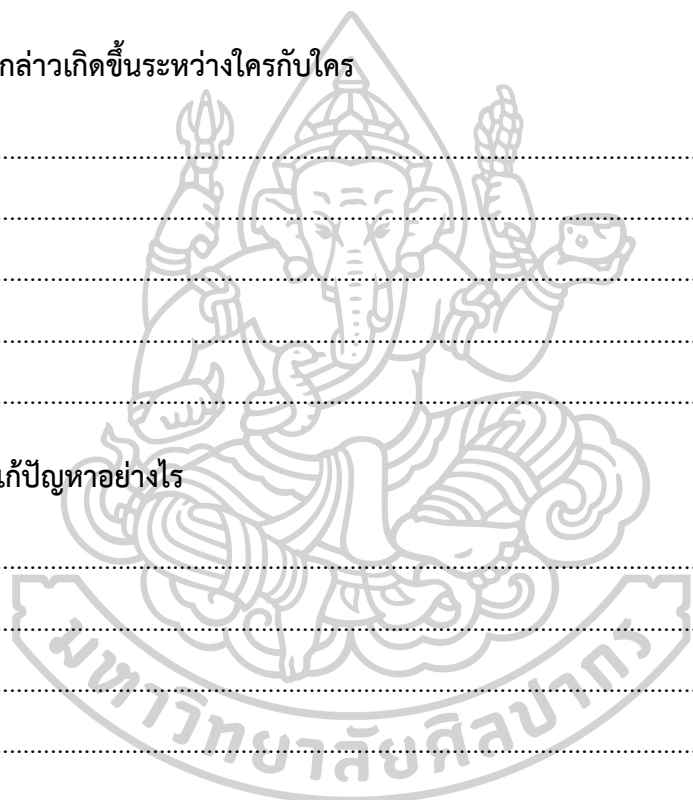 กล่าวเกิดขึ้นระหว่างใครกับใคร
แก้ปัญหาอย่างไร
มหาวิทยาลัยศิลปากร